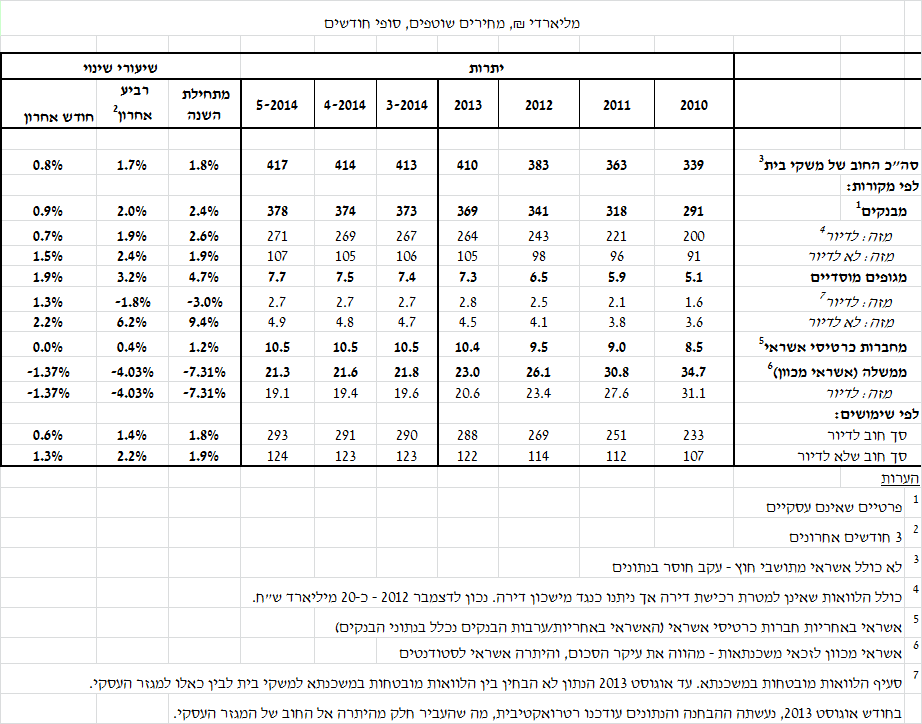 מליארדי ₪, מחירים שוטפים, סופי חודשים
יתרות שיעורי שינוי
2010 2011 2012 2013 3-2014 4-2014 5-2014 מתחילת השנה רביע אחרון2 חודש אחרון
סה״כ החוב של משקי בית3 339 363 383 410 413 414 417 1.8% 1.7% 0.8%
לפי מקורות:
מבנקים1 291 318 341 369 373 374 378 2.4% 2.0% 0.9%
מזה: לדיור4 200 221 243 264 267 269 271 2.6% 1.9% 0.7%
מזה: לא לדיור 91 96 98 105 106 105 107 1.9% 2.4% 1.5%
מגופים מוסדיים 5.1 5.9 6.5 7.3 7.4 7.5 7.7 4.7% 3.2% 1.9%
מזה: לדיור7 1.6 2.1 2.5 2.8 2.7 2.7 2.7 -3.0% -1.8% 1.3%
מזה: לא לדיור 3.6 3.8 4.1 4.5 4.7 4.8 4.9 9.4% 6.2% 2.2%
מחברות כרטיסי אשראי5 8.5 9.0 9.5 10.4 10.5 10.5 10.5 1.2% 0.4% 0.0%
ממשלה (אשראי מכוון)6 34.7 30.8 26.1 23.0 21.8 21.6 21.3 -7.31% -4.03% -1.37%
מזה: לדיור 31.1 27.6 23.4 20.6 19.6 19.4 19.1 -7.31% -4.03% -1.37%
לפי שימושים:
סך חוב לדיור 233 251 269 288 290 291 293 1.8% 1.4% 0.6%
סך חוב שלא לדיור 107 112 114 122 123 123 124 1.9% 2.2% 1.3%
הערות
1 פרטיים שאינם עסקיים
2 3 חודשים אחרונים
3 לא כולל אשראי מתושבי חוץ - עקב חוסר בנתונים
4 כולל הלוואות שאינן למטרת רכישת דירה אך ניתנו כנגד מישכון דירה. נכון לדצמבר 2012 - כ-20 מיליארד ש״ח.
5 אשראי באחריות חברות כרטיסי אשראי (האשראי באחריות/ערבות הבנקים נכלל בנתוני הבנקים)
6 אשראי מכוון לזכאי משכנתאות - מהווה את עיקר הסכום, והיתרה אשראי לסטודנטים
7 סעיף הלוואות מובטחות במשכנתא. עד אוגוסט 2013 הנתון לא הבחין בין הלוואות מובטחות במשכנתא למשקי בית לבין כאלו למגזר העסקי.
בחודש אוגוסט 2013, נעשתה ההבחנה והנתונים עודכנו רטרואקטיבית, מה שהעביר חלק מהיתרה אל החוב של המגזר העסקי.